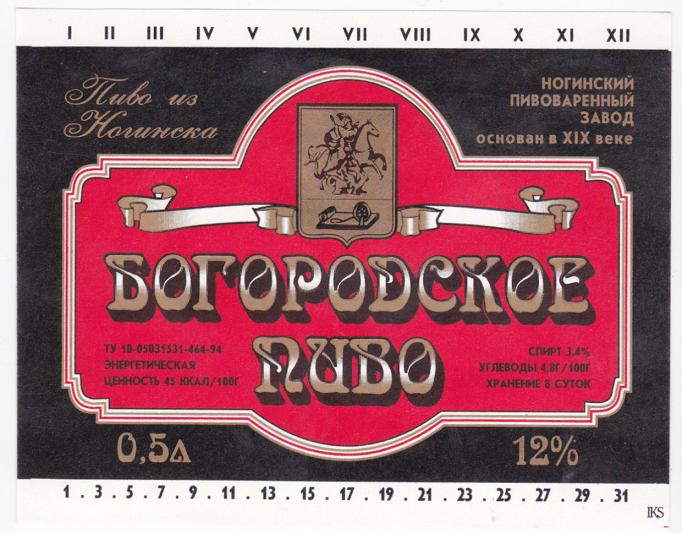 I II III IV V VI VII VIII IX X XI XII
Пиво из
Ногинска
НОГИНСКИЙ
ПИВОВАРЕННЫЙ
ЗАВОД
основан в XIX веке
БОГОРОДСКОЕ
ПИВО
ТУ 10-05031531-464-94
ЭНЕРГЕТИЧЕСКАЯ
ЦЕННОСТЬ 45 ККАЛ/100Г
СПИРТ 3,4%
УГЛЕВОДЫ 4,8Г/100Г
ХРАНЕНИЕ 8 СУТОК
0,5л
12%
1 . 3 . 5 . 7 . 9 . 11 . 13 . 15 . 17 . 19 . 21 . 23 . 25 . 27 . 29 . 31
IKS